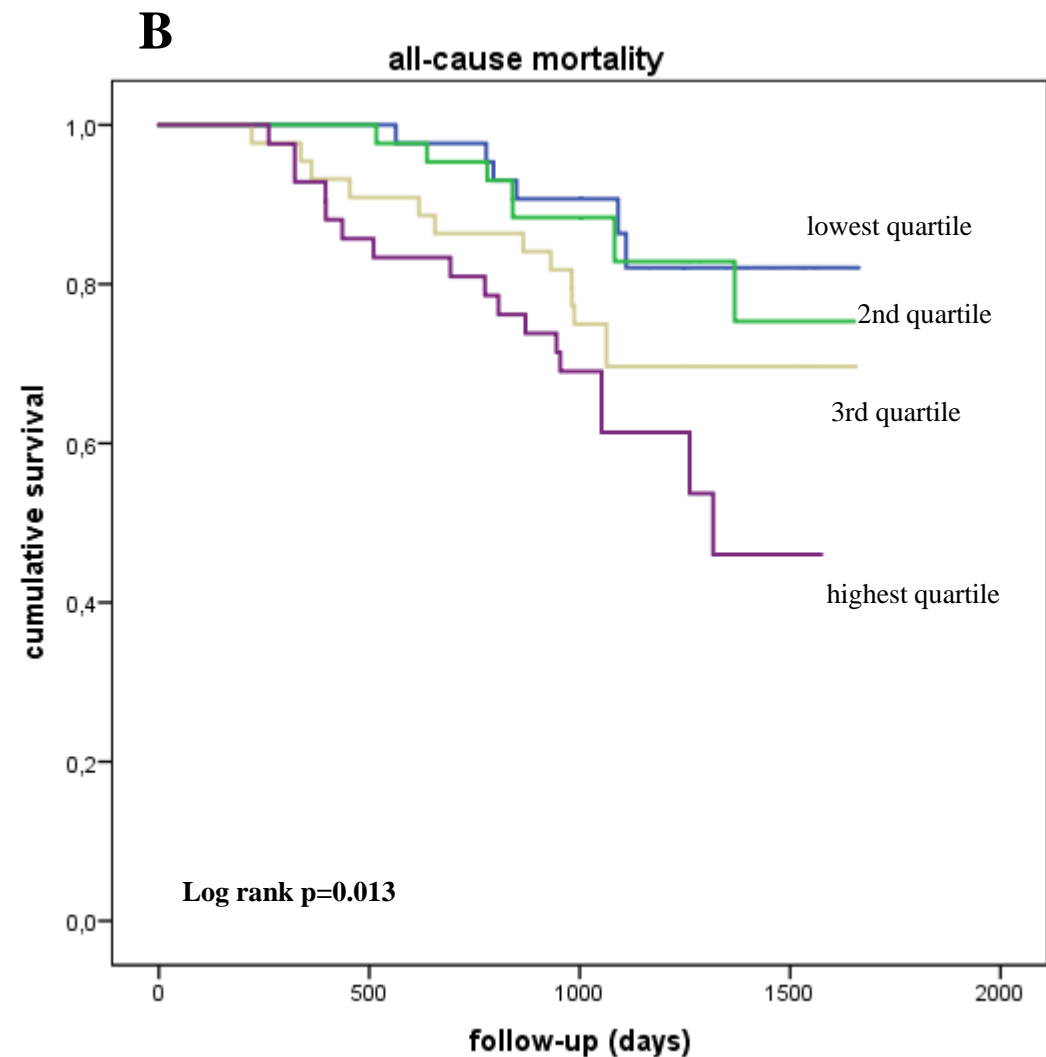 B
all-cause mortality
1,0
0,8
0,6
0,4
0,2
0,0
cumulative survival
lowest quartile
2nd quartile
3rd quartile
highest quartile
Log rank p=0.013
0 500 1000 1500 2000
follow-up (days)